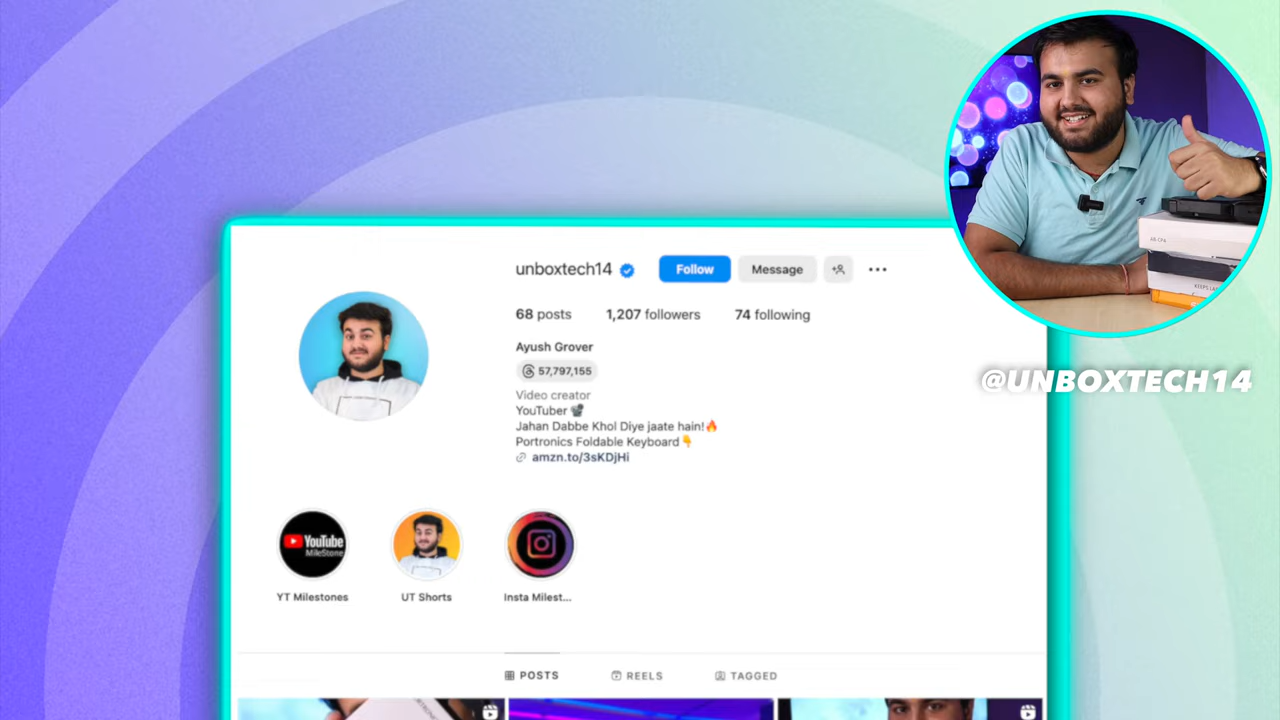 unboxtech14
Follow
Message
68 posts
1,207 followers
74 following
Ayush Grover
57,797,155
Video creator
YouTuber 📽️
Jahan Dabbe Khol Diye jaate hain!🔥
Portronics Foldable Keyboard👇
amzn.to/3sKDjHi
YouTube
MileStone
YT Milestones
UT Shorts
Insta Milest...
POSTS
REELS
TAGGED
@UNBOXTECH14